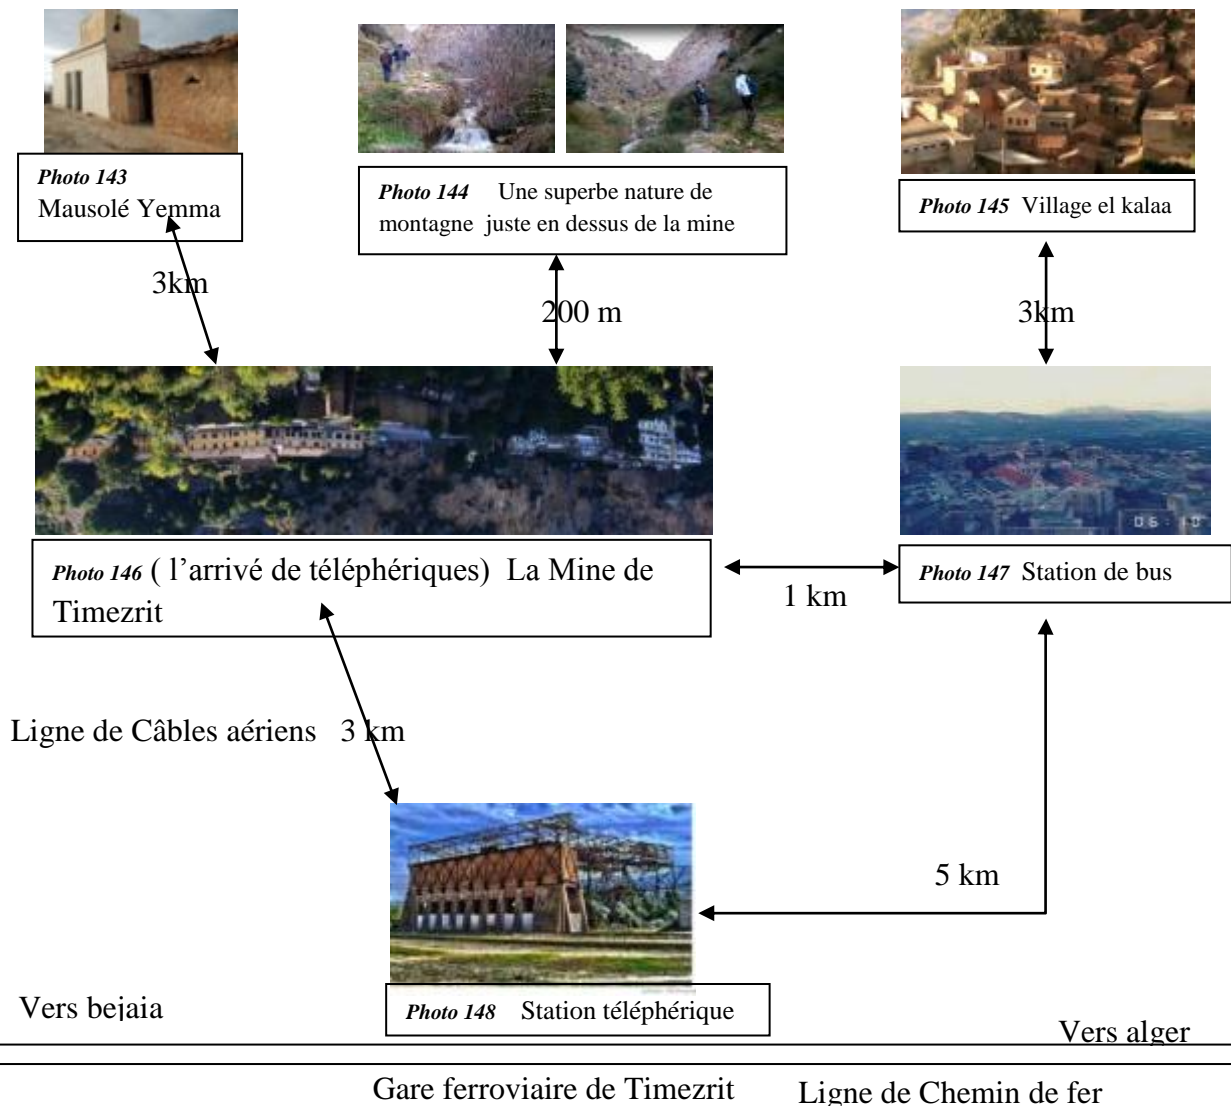 Photo 143
Mausolé Yemma
Photo 144 Une superbe nature de
montagne juste en dessus de la mine
Photo 145 Village el kalaa
3km
200 m
3km
06:10
Photo 146 ( l’arrivé de téléphériques) La Mine de
Timezrit
1 km
Photo 147 Station de bus
Ligne de Câbles aériens 3 km
5 km
Vers bejaia
Photo 148 Station téléphérique
Vers alger
Gare ferroviaire de Timezrit
Ligne de Chemin de fer